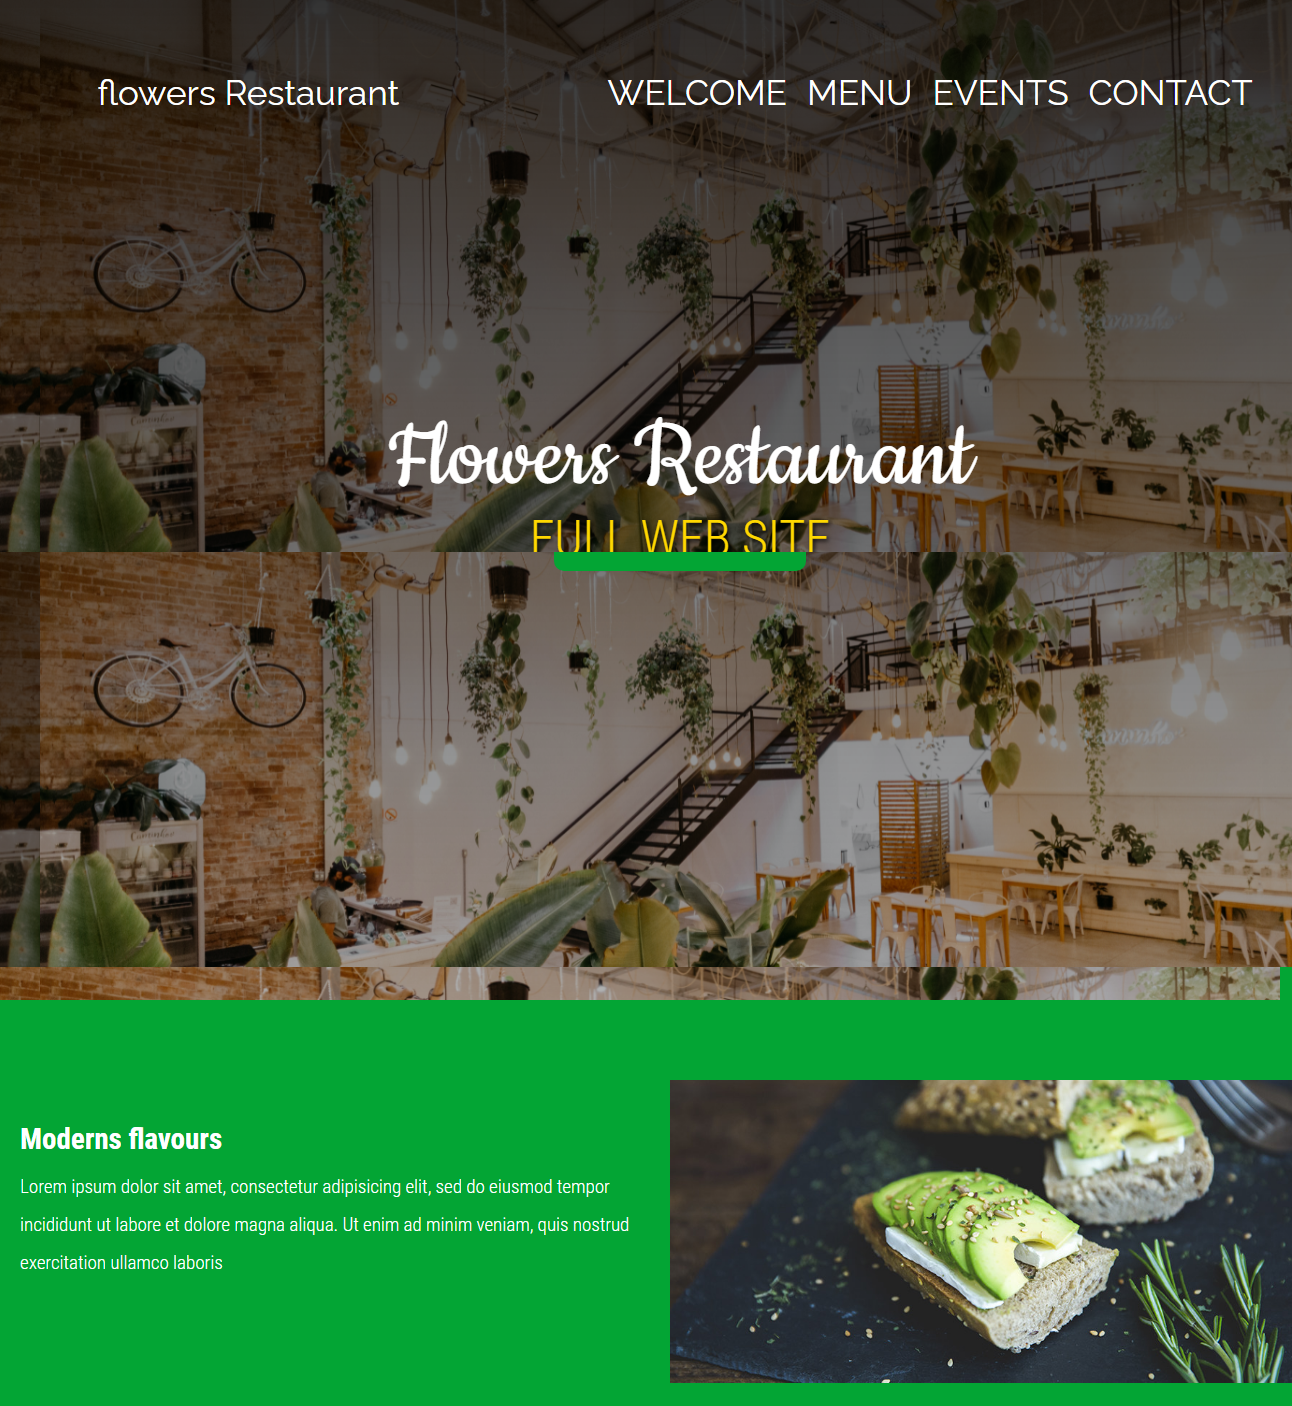 flowers Restaurant
WELCOME MENU EVENTS CONTACT
Flowers Restaurant
FULL WEB SITE
Moderns flavours
Lorem ipsum dolor sit amet, consectetur adipisicing elit, sed do eiusmod tempor
incididunt ut labore et dolore magna aliqua. Ut enim ad minim veniam, quis nostrud
exercitation ullamco laboris